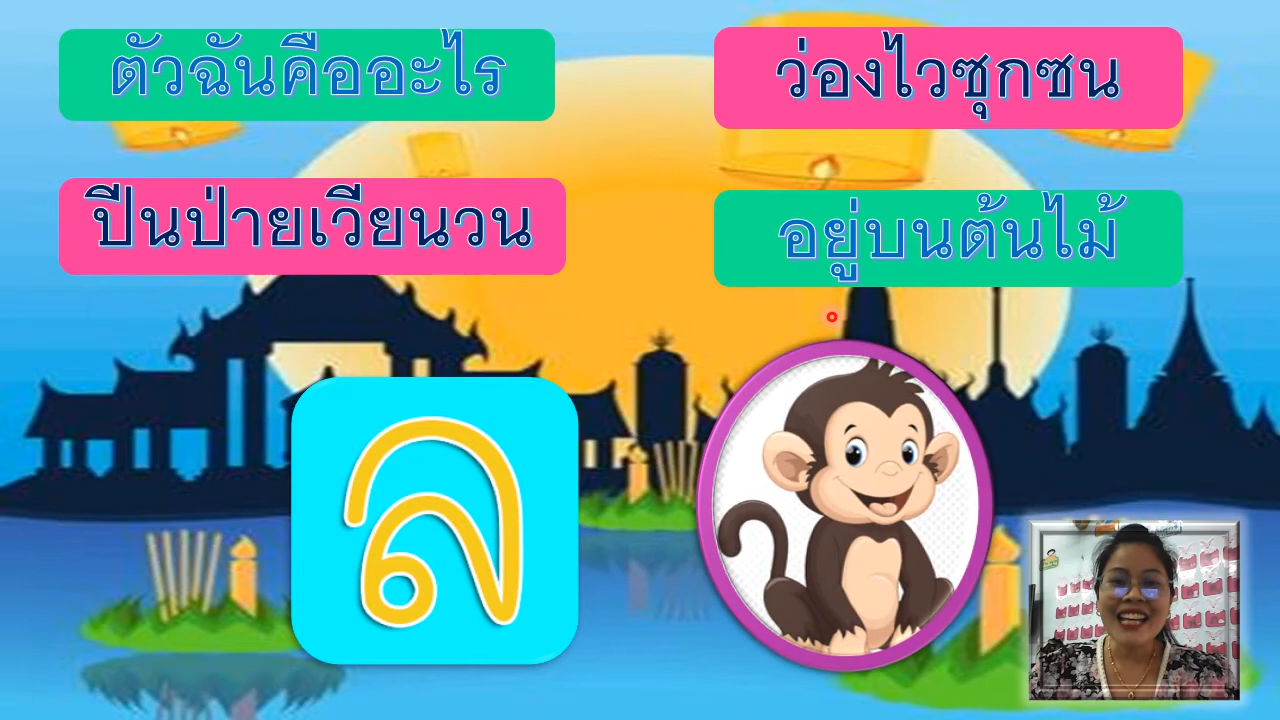 ตัวฉันคืออะไร
ว่องไวซุกซน
ปีนป่ายเวียนวน
อยู่บนต้นไม้
ล